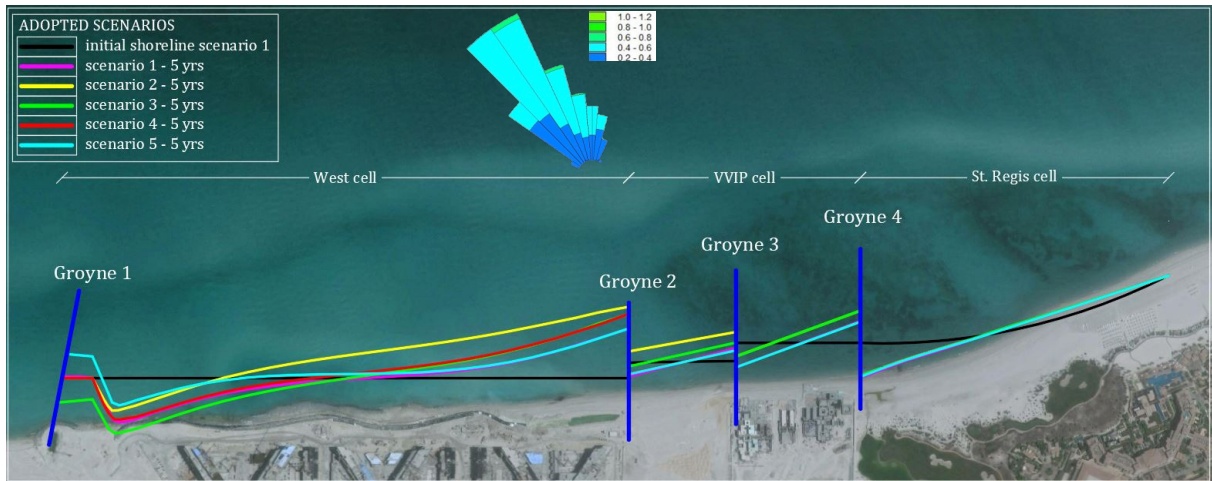 ADOPTED SCENARIOS
initial shoreline scenario 1
scenario 1 - 5 yrs
scenario 2 - 5 yrs
scenario 3 - 5 yrs
scenario 4 - 5 yrs
scenario 5 - 5 yrs
1.0 - 1.2
0.8 - 1.0
0.6 - 0.8
0.4 - 0.6
0.2 - 0.4
West cell
VVIP cell
St. Regis cell
Groyne 1
Groyne 2
Groyne 3
Groyne 4